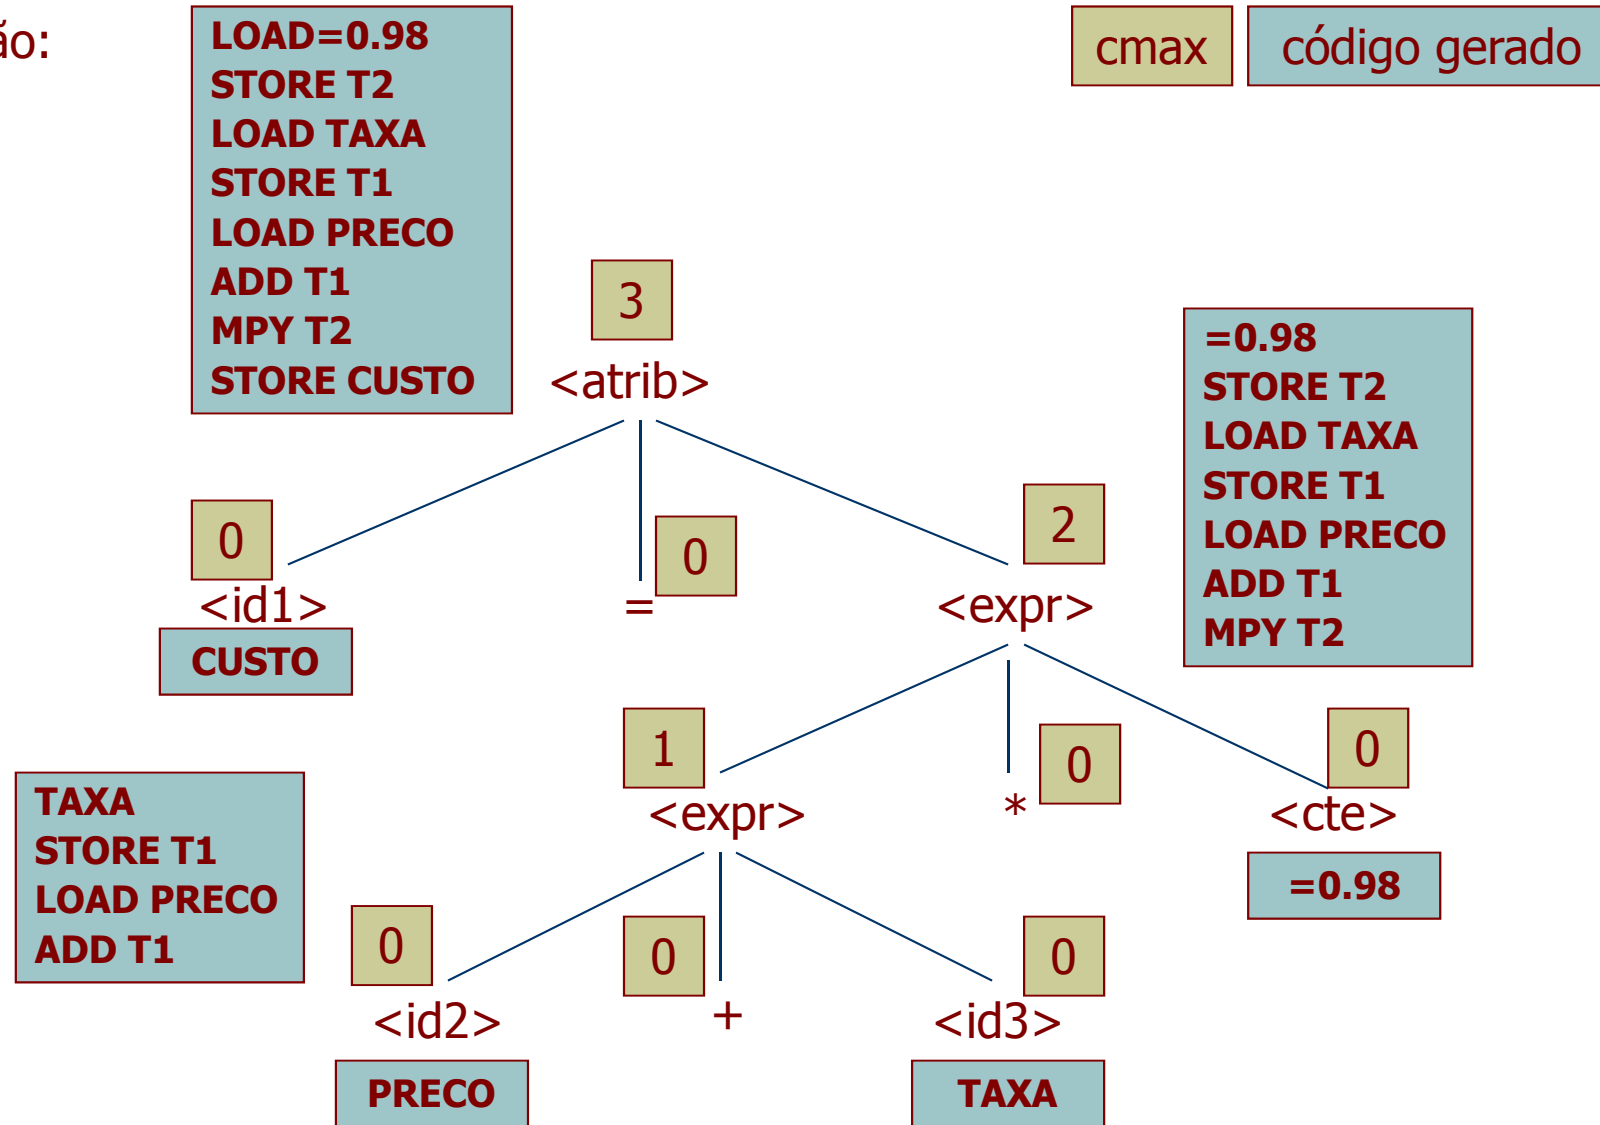 ão:
LOAD=0.98
STORE T2
LOAD TAXA
STORE T1
LOAD PRECO
ADD T1
MPY T2
STORE CUSTO
cmax
código gerado
3
<atrib>
=0.98
STORE T2
LOAD TAXA
STORE T1
LOAD PRECO
ADD T1
MPY T2
0
<id1>
CUSTO
0
=
2
<expr>
1
<expr>
0
*
0
<cte>
=0.98
TAXA
STORE T1
LOAD PRECO
ADD T1
0
<id2>
PRECO
0
+
0
<id3>
TAXA